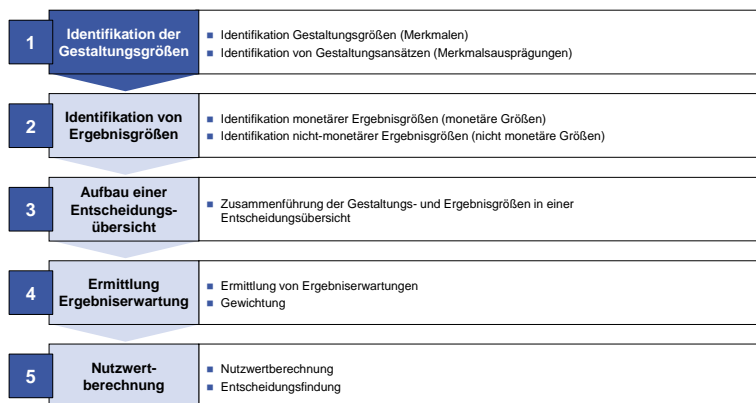 1
Identifikation der
Gestaltungsgrößen
Identifikation Gestaltungsgrößen (Merkmalen)
Identifikation von Gestaltungsansätzen (Merkmalsausprägungen)
2
Identifikation von
Ergebnisgrößen
Identifikation monetärer Ergebnisgrößen (monetäre Größen)
Identifikation nicht-monetärer Ergebnisgrößen (nicht monetäre Größen)
3
Aufbau einer
Entscheidungs-
übersicht
Zusammenführung der Gestaltungs- und Ergebnisgrößen in einer
Entscheidungsübersicht
4
Ermittlung
Ergebniserwartung
Ermittlung von Ergebniserwartungen
Gewichtung
5
Nutzwert-
berechnung
Nutzwertberechnung
Entscheidungsfindung